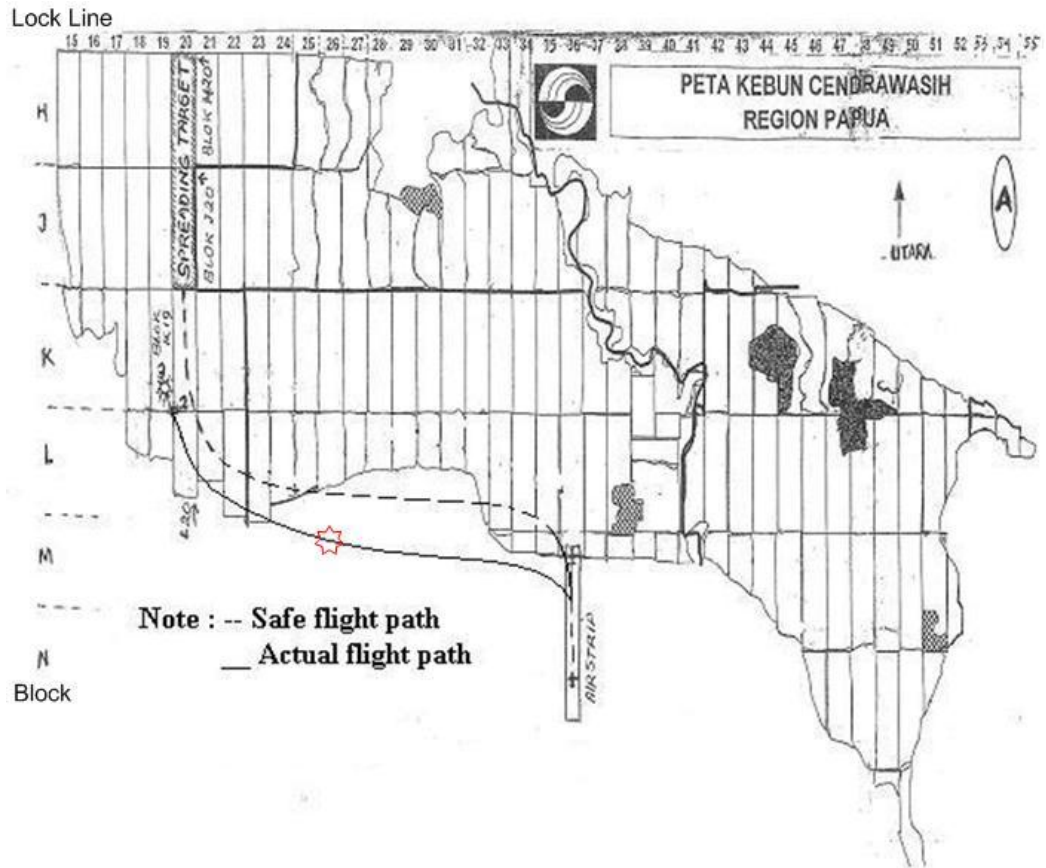 Lock Line
15 16 17 18 19 20 21 22 23 24 25 26 27 28 29 30 31 32 33 34 35 36 37 38 39 40 41 42 43 44 45 46 47 48 49 50 51 52 53 54 55
PETA KEBUN CENDRAWASIH
REGION PAPUA
H
SPREADING TARGET
BLOK J20
A
UTARA
J
K
BLOK
K19
L
L20
M
AIRSTRIP
Note : -- Safe flight path
__ Actual flight path
N
Block